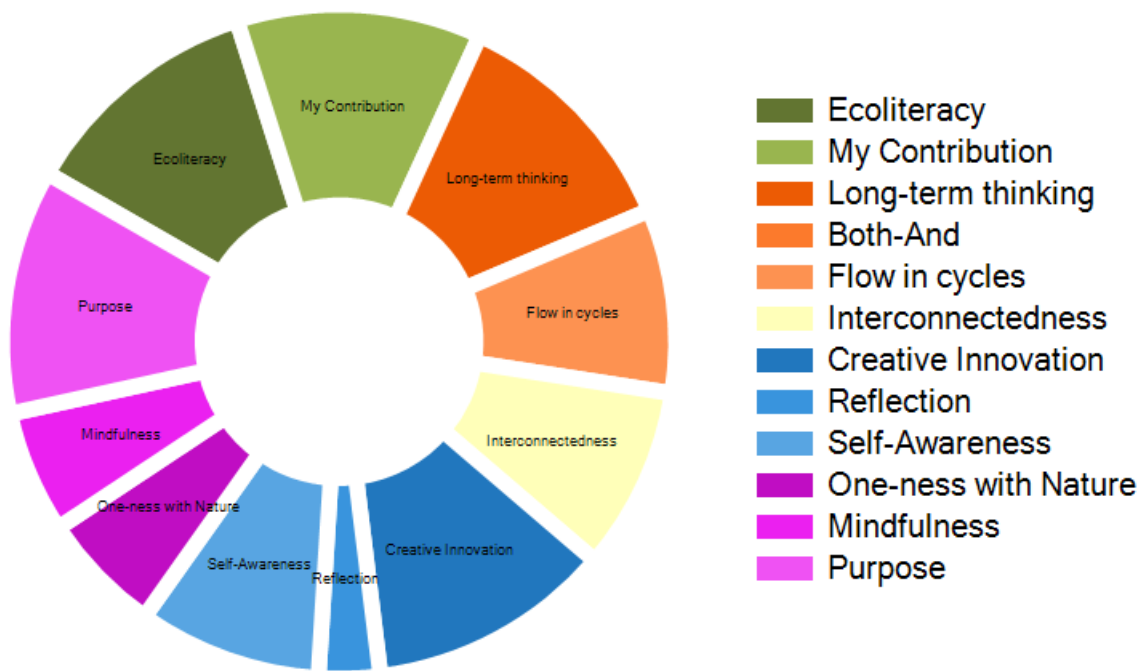 My Contribution
Ecoliteracy
Long-term thinking
Purpose
Flow in cycles
Mindfulness
Interconnectedness
One-ness with Nature
Creative Innovation
Self-Awareness
Reflection
Ecoliteracy
My Contribution
Long-term thinking
Both-And
Flow in cycles
Interconnectedness
Creative Innovation
Reflection
Self-Awareness
One-ness with Nature
Mindfulness
Purpose